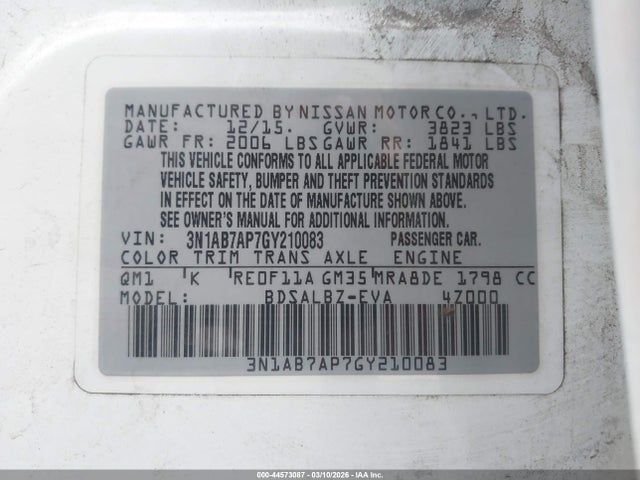 MANUFACTURED BY NISSAN MOTOR CO., LTD.
DATE: 12/15. GVWR: 3823 LBS
GAWR FR: 2006 LBS GAWR RR: 1841 LBS
THIS VEHICLE CONFORMS TO ALL APPLICABLE FEDERAL MOTOR
VEHICLE SAFETY, BUMPER AND THEFT PREVENTION STANDARDS
IN EFFECT ON THE DATE OF MANUFACTURE SHOWN ABOVE.
SEE OWNER'S MANUAL FOR ADDITIONAL INFORMATION.
VIN: 3N1AB7AP7GY210083 PASSENGER CAR.
COLOR TRIM TRANS AXLE ENGINE
QM1 K RE0F11A GM35 MRA8DE 1798 CC
MODEL: BDSALBZ-EVA 4Z000
3N1AB7AP7GY210083
000-44573087 - 03/10/2026 - IAA Inc.